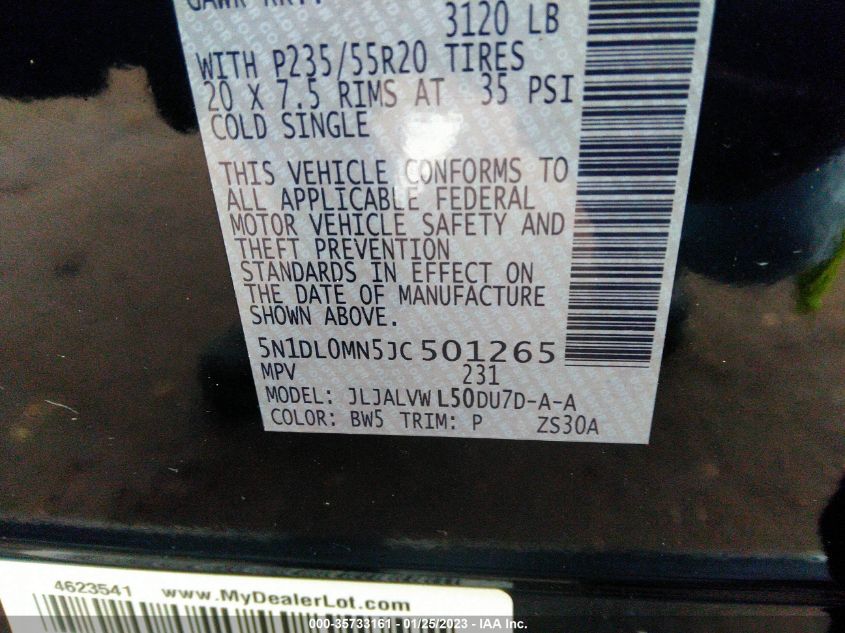 GAWR RR:
3120 LB
WITH P235/55R20 TIRES
20 X 7.5 RIMS AT 35 PSI
COLD SINGLE
THIS VEHICLE CONFORMS TO
ALL APPLICABLE FEDERAL
MOTOR VEHICLE SAFETY AND
THEFT PREVENTION
STANDARDS IN EFFECT ON
THE DATE OF MANUFACTURE
SHOWN ABOVE.
5N1DL0MN5JC501265
MPV 231
MODEL: JLJALVWL50DU7D-A-A
COLOR: BW5 TRIM: P ZS30A
4623541 www.MyDealerLot.com
000-35733161 - 01/25/2023 - IAA Inc.